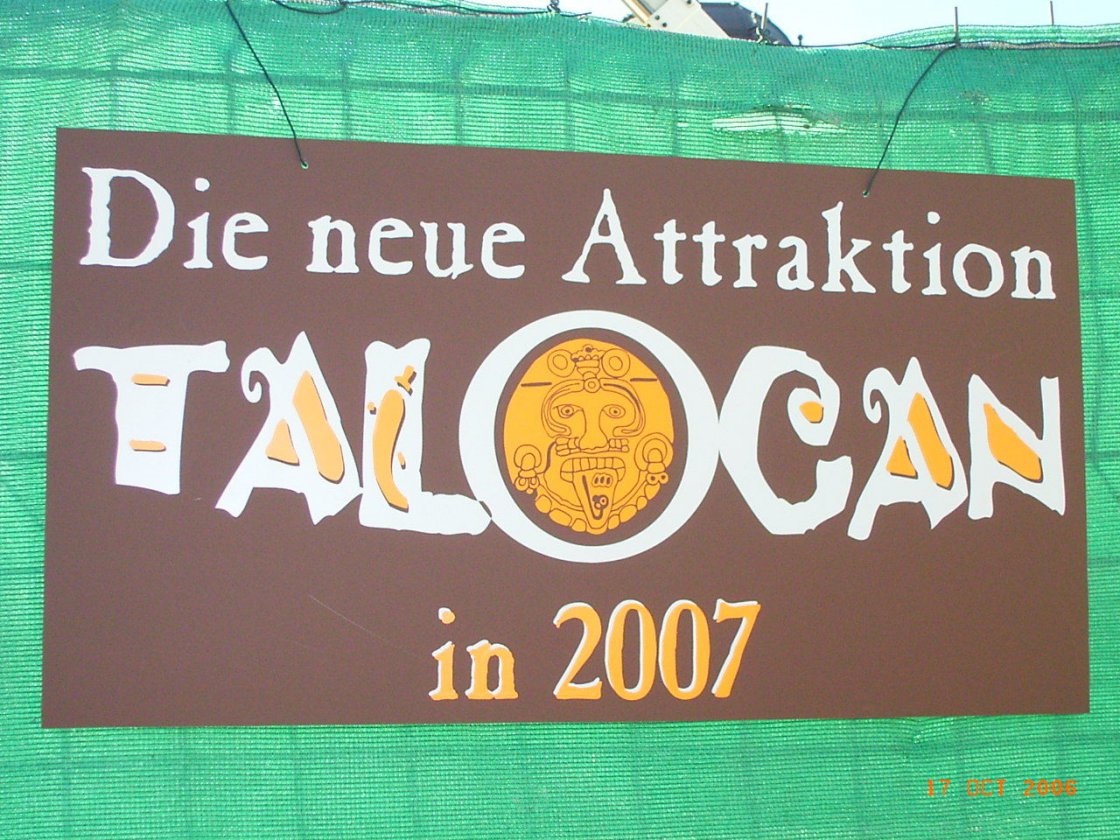 Die neue Attraktion
TALOCAN
in 2007
17 OCT 2006